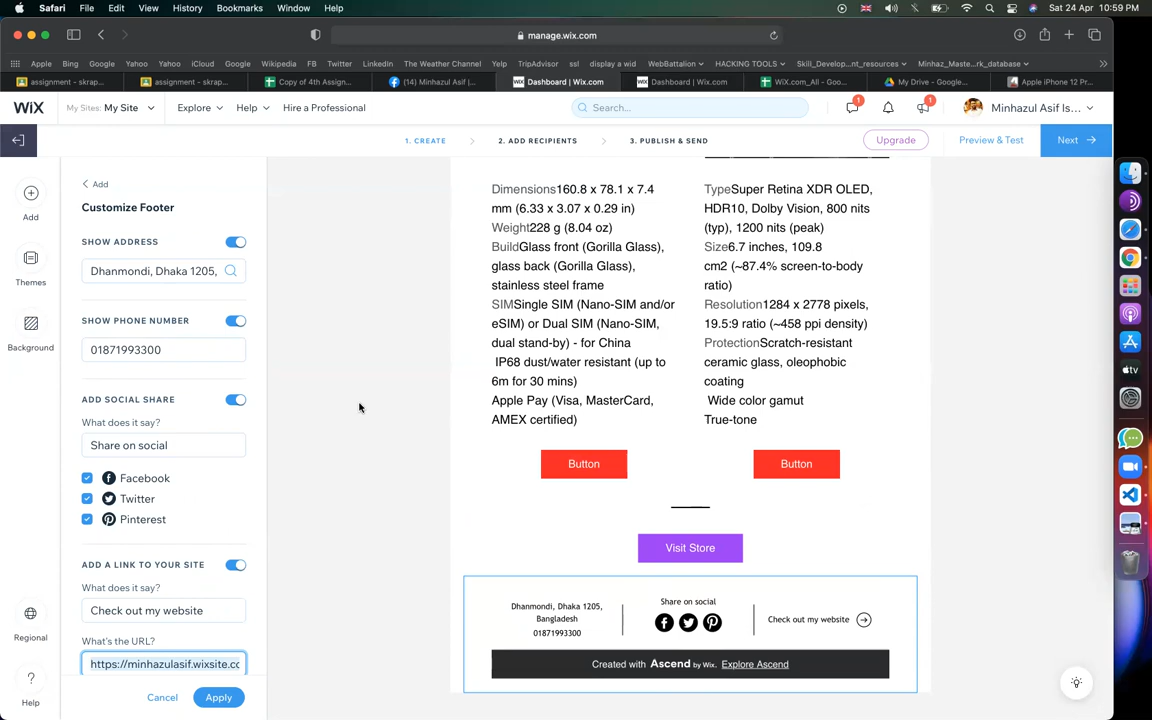 Safari File Edit View History Bookmarks Window Help Sat 24 Apr 10:59 PM
manage.wix.com
Apple Bing Google Yahoo Yahoo iCloud Google Wikipedia FB Twitter LinkedIn The Weather Channel Yelp TripAdvisor ssl display a wid WebBattalion HACKING TOOLS Skill_Developm...nt_resources Minhaz_Maste...rk_database
assignment - skrap... assignment - skrap... Copy of 4th Assign... (14) Minhazul Asif |... Dashboard | Wix.com Dashboard | Wix.com WiX.com_All - Goo... My Drive - Google... Apple iPhone 12 Pr...
WiX My Sites: My Site Explore Help Hire a Professional Search... 1 1 Minhazul Asif Is...
1. CREATE 2. ADD RECIPIENTS 3. PUBLISH & SEND Upgrade Preview & Test Next
Add
Themes
Background
Regional
Help
Add
Customize Footer
SHOW ADDRESS
Dhanmondi, Dhaka 1205,
SHOW PHONE NUMBER
01871993300
ADD SOCIAL SHARE
What does it say?
Share on social
Facebook
Twitter
Pinterest
ADD A LINK TO YOUR SITE
What does it say?
Check out my website
What's the URL?
https://minhazulasif.wixsite.co
Cancel Apply
Dimensions160.8 x 78.1 x 7.4
mm (6.33 x 3.07 x 0.29 in)
Weight228 g (8.04 oz)
BuildGlass front (Gorilla Glass),
glass back (Gorilla Glass),
stainless steel frame
SIMSingle SIM (Nano-SIM and/or
eSIM) or Dual SIM (Nano-SIM,
dual stand-by) - for China
IP68 dust/water resistant (up to
6m for 30 mins)
Apple Pay (Visa, MasterCard,
AMEX certified)
Button
TypeSuper Retina XDR OLED,
HDR10, Dolby Vision, 800 nits
(typ), 1200 nits (peak)
Size6.7 inches, 109.8
cm2 (~87.4% screen-to-body
ratio)
Resolution1284 x 2778 pixels,
19.5:9 ratio (~458 ppi density)
ProtectionScratch-resistant
ceramic glass, oleophobic
coating
Wide color gamut
True-tone
Button
Visit Store
Dhanmondi, Dhaka 1205,
Bangladesh
01871993300
Share on social
Check out my website
Created with Ascend by Wix. Explore Ascend